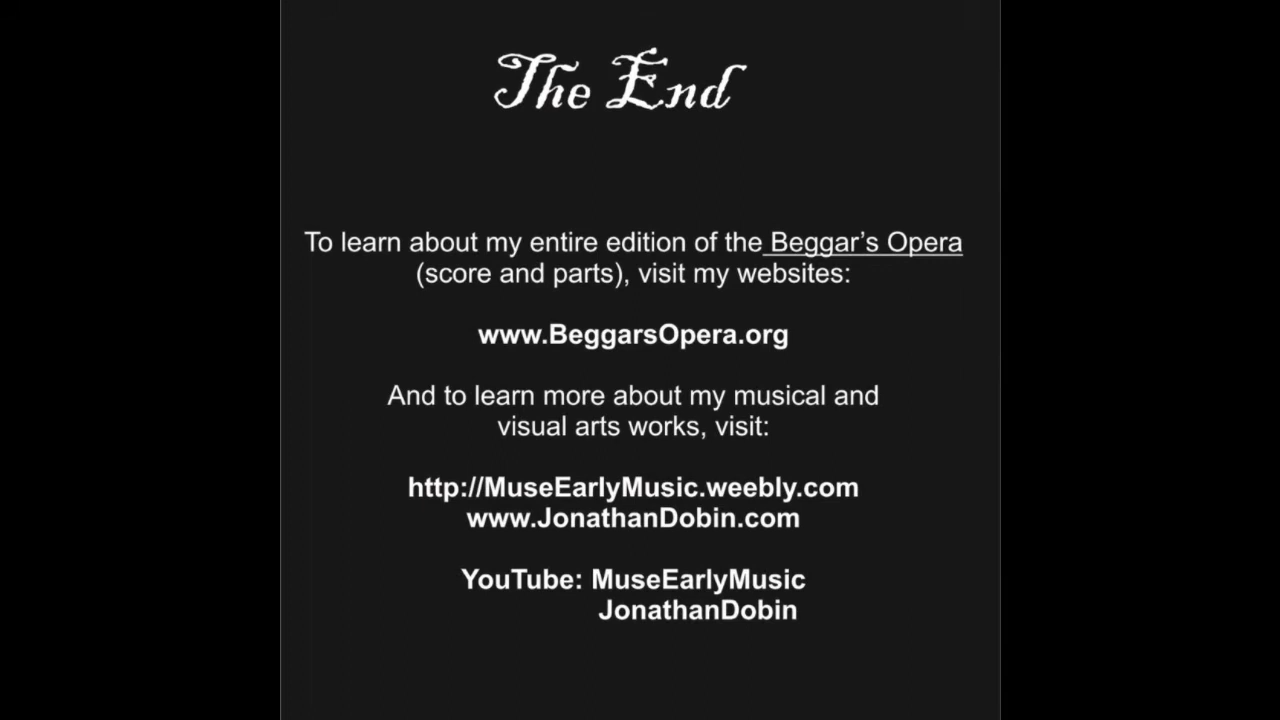 The End
To learn about my entire edition of the Beggar’s Opera
(score and parts), visit my websites:
www.BeggarsOpera.org
And to learn more about my musical and
visual arts works, visit:
http://MuseEarlyMusic.weebly.com
www.JonathanDobin.com
YouTube: MuseEarlyMusic
JonathanDobin